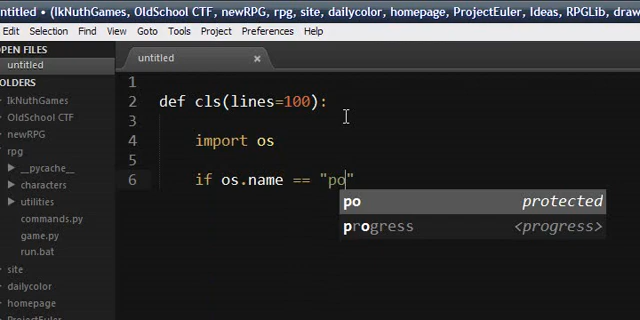 ntitled • (IkNuthGames, OldSchool CTF, newRPG, rpg, site, dailycolor, homepage, ProjectEuler, Ideas, RPGLib, draw
Selection Find View Goto Tools Project Preferences Help
OPEN FILES
untitled
OLDERS
IkNuthGames
OldSchool CTF
newRPG
rpg
__pycache__
characters
utilities
commands.py
game.py
run.bat
site
dailycolor
homepage
ProjectEuler
untitled ×
1
2 def cls(lines=100):
3
4 import os
5
6 if os.name == "po"
po protected
progress <progress>